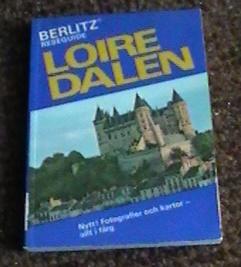 BERLITZ®
RESEGUIDE
LOIRE
DALEN
Nytt! Fotografier och kartor –
allt i färg